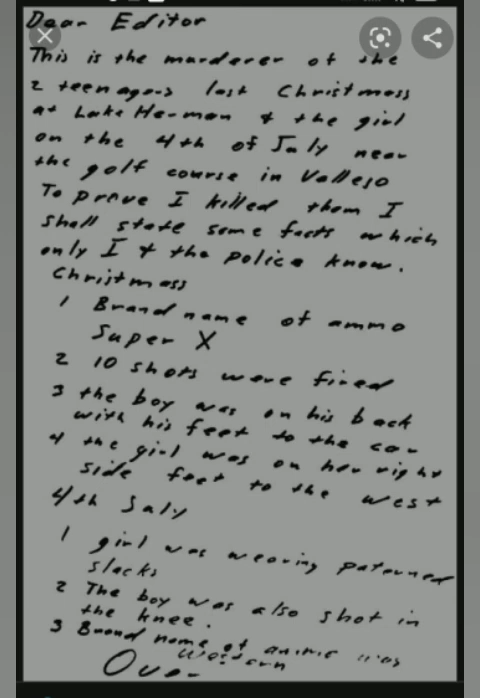 Dear Editor
This is the murderer of the
2 teenagers last Christmass
at Lake Herman & the girl
on the 4th of July near
the golf course in Vallejo
To prove I killed them I
shall state some facts which
only I & the police know.
Christmass
1 Brand name of ammo
Super X
2 10 shots were fired
3 the boy was on his back
with his feet to the car
4 the girl was on her right
side feet to the west
4th July
1 girl was wearing paterned
slacks
2 The boy was also shot in
the knee.
3 Brand name of ammo was
Western
Over